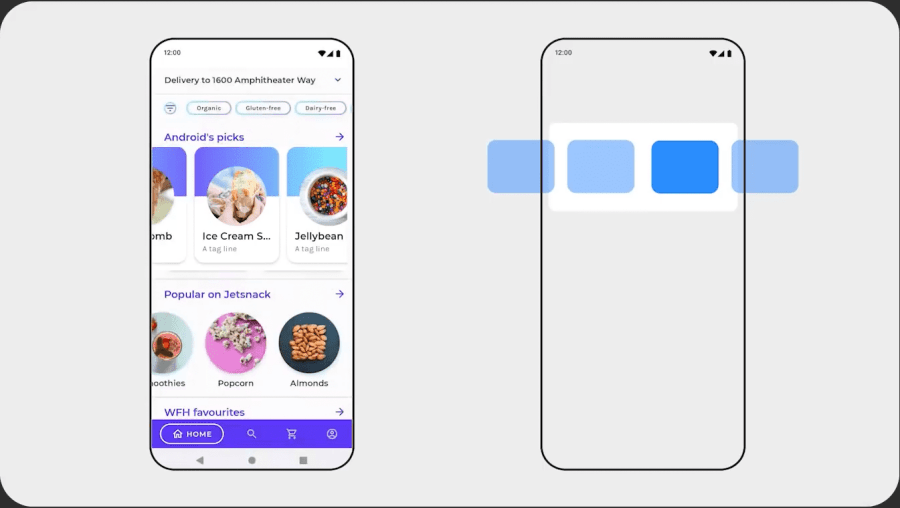 12:00
Delivery to 1600 Amphitheater Way
Organic Gluten-free Dairy-free
Android's picks
omb Ice Cream S... Jellybean
A tag line A tag line
Popular on Jetsnack
noothies Popcorn Almonds
WFH favourites
HOME
12:00